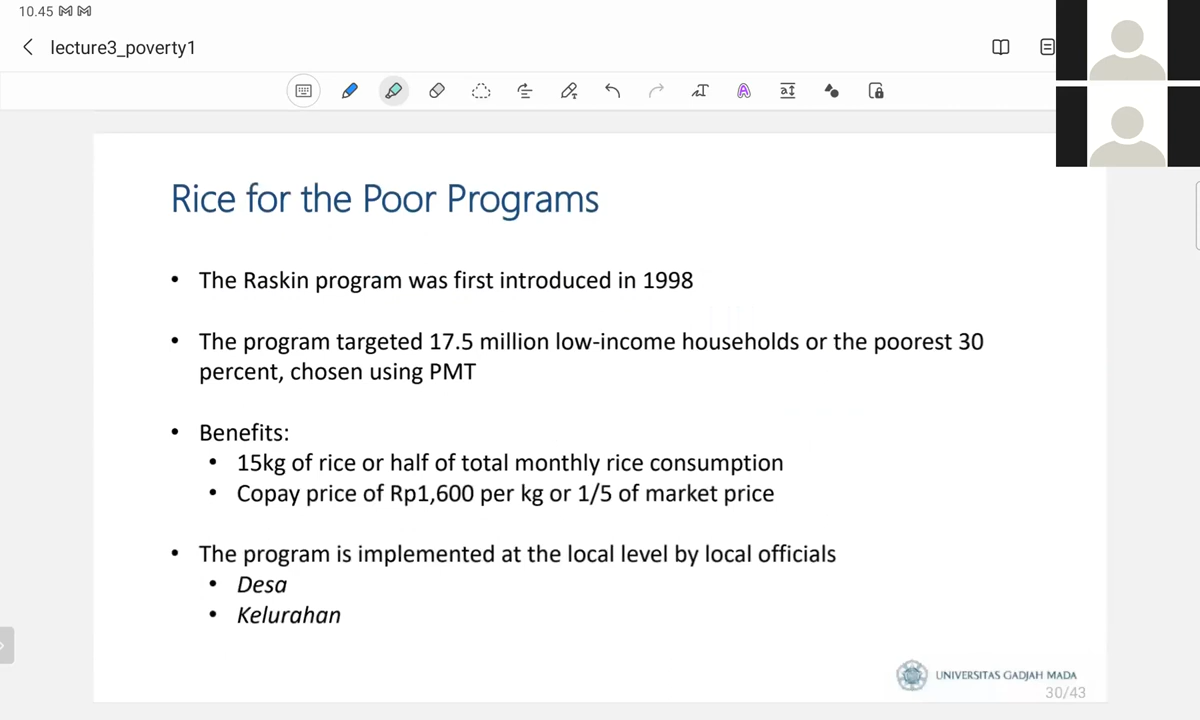 10.45
lecture3_poverty1
Rice for the Poor Programs
• The Raskin program was first introduced in 1998
• The program targeted 17.5 million low-income households or the poorest 30
percent, chosen using PMT
• Benefits:
• 15kg of rice or half of total monthly rice consumption
• Copay price of Rp1,600 per kg or 1/5 of market price
• The program is implemented at the local level by local officials
• Desa
• Kelurahan
UNIVERSITAS GADJAH MADA
30/43